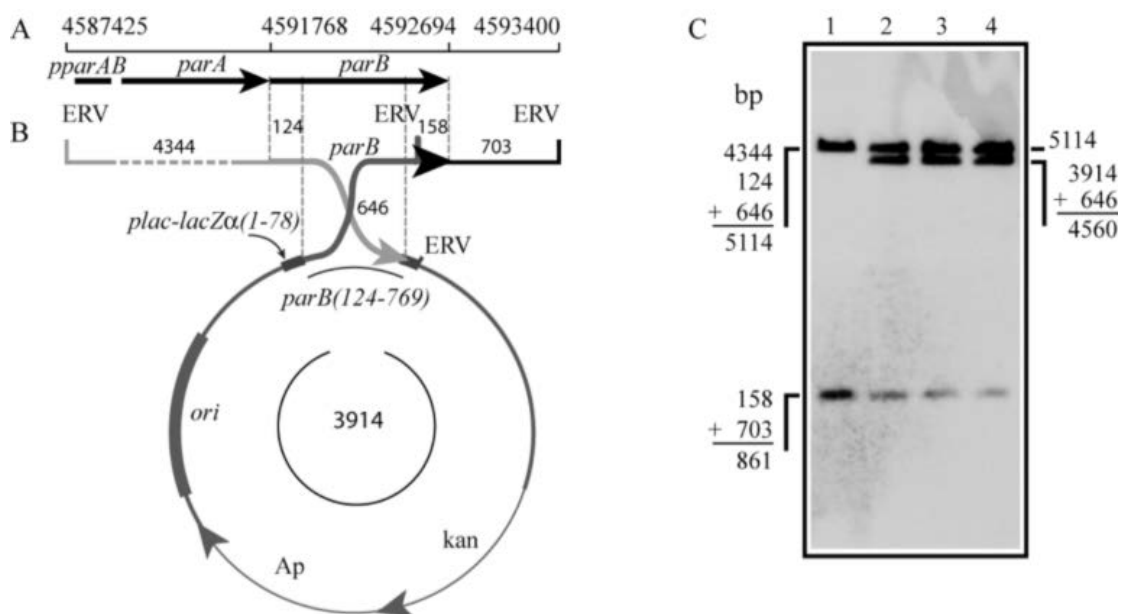 A
4587425 4591768 4592694 4593400
pparAB parA parB
B
ERV ERV ERV
4344 124 parB 158 703
646
plac-lacZα(1-78)
ERV
parB(124-769)
ori
3914
Ap
kan
C
1 2 3 4
bp
4344
124
+ 646
5114
5114
3914
+ 646
4560
158
+ 703
861